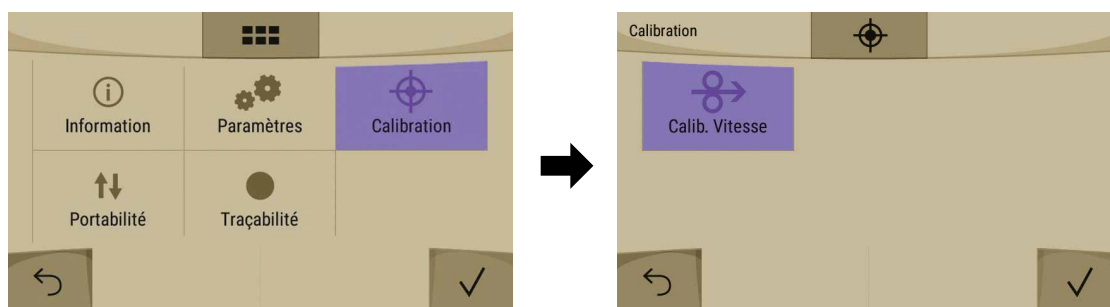 Information
Paramètres
Calibration
Portabilité
Traçabilité
Calibration
Calib. Vitesse